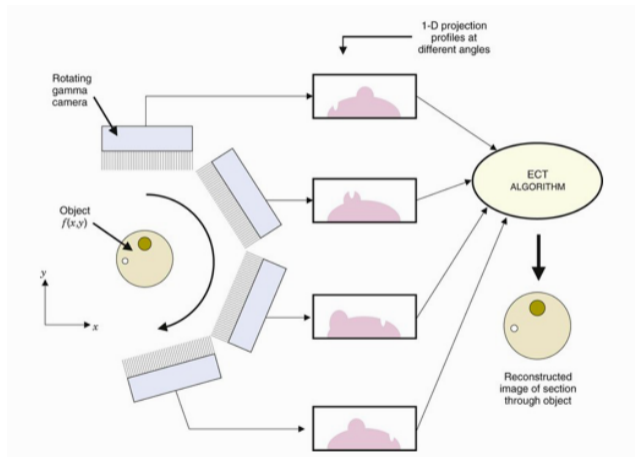 1-D projection
profiles at
different angles
Rotating
gamma
camera
ECT
ALGORITHM
Object
f(x,y)
y
x
Reconstructed
image of section
through object